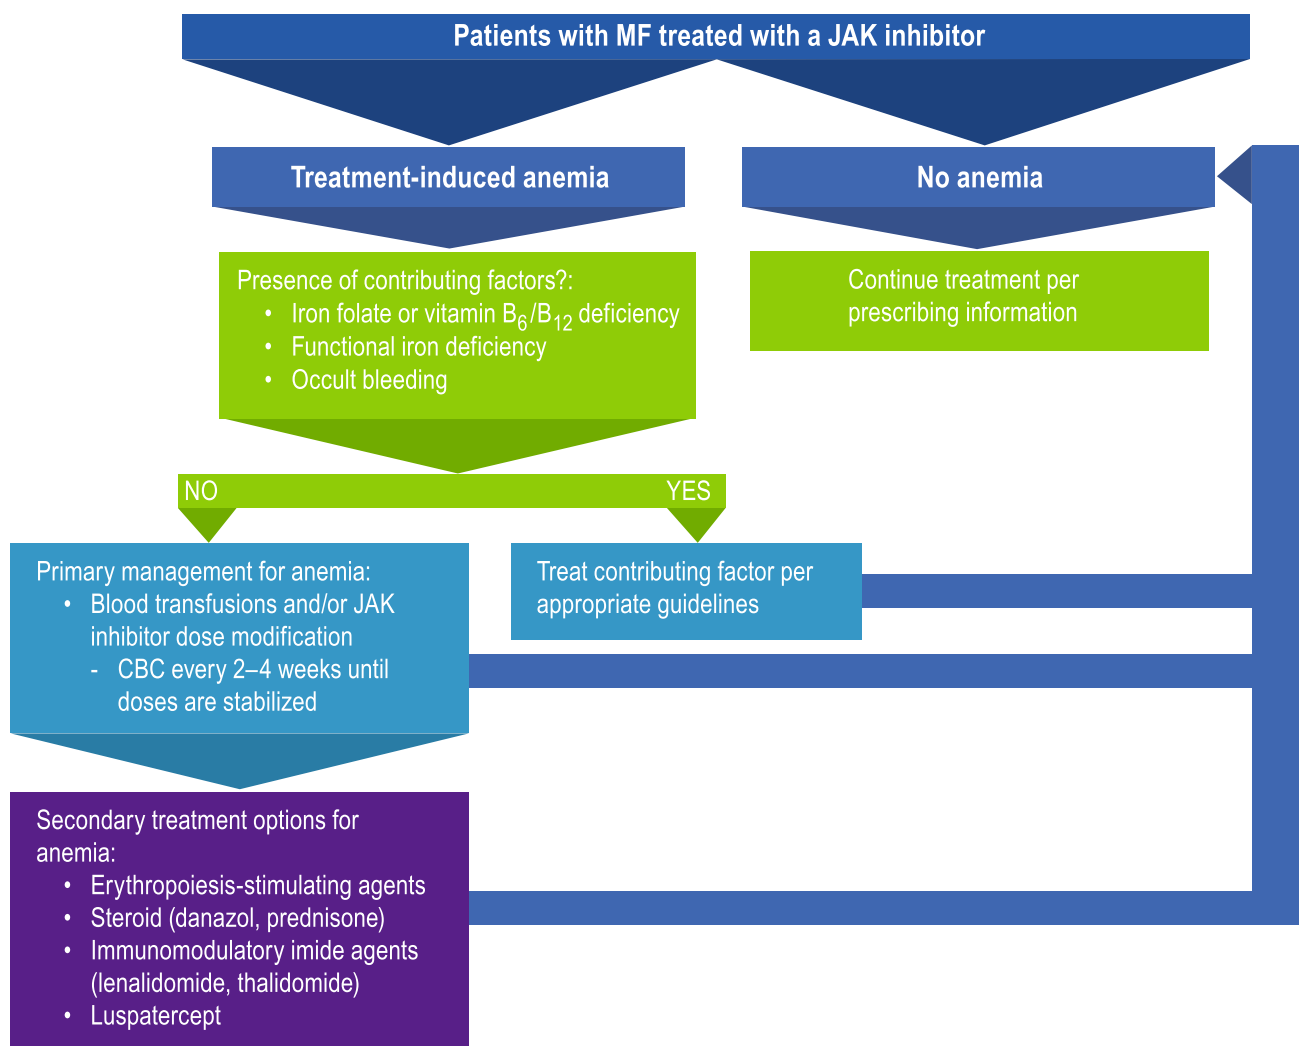 Patients with MF treated with a JAK inhibitor
Treatment-induced anemia
No anemia
Presence of contributing factors?:
• Iron folate or vitamin B6/B12 deficiency
• Functional iron deficiency
• Occult bleeding
Continue treatment per
prescribing information
NO
YES
Primary management for anemia:
• Blood transfusions and/or JAK
inhibitor dose modification
- CBC every 2–4 weeks until
doses are stabilized
Treat contributing factor per
appropriate guidelines
Secondary treatment options for
anemia:
• Erythropoiesis-stimulating agents
• Steroid (danazol, prednisone)
• Immunomodulatory imide agents
(lenalidomide, thalidomide)
• Luspatercept